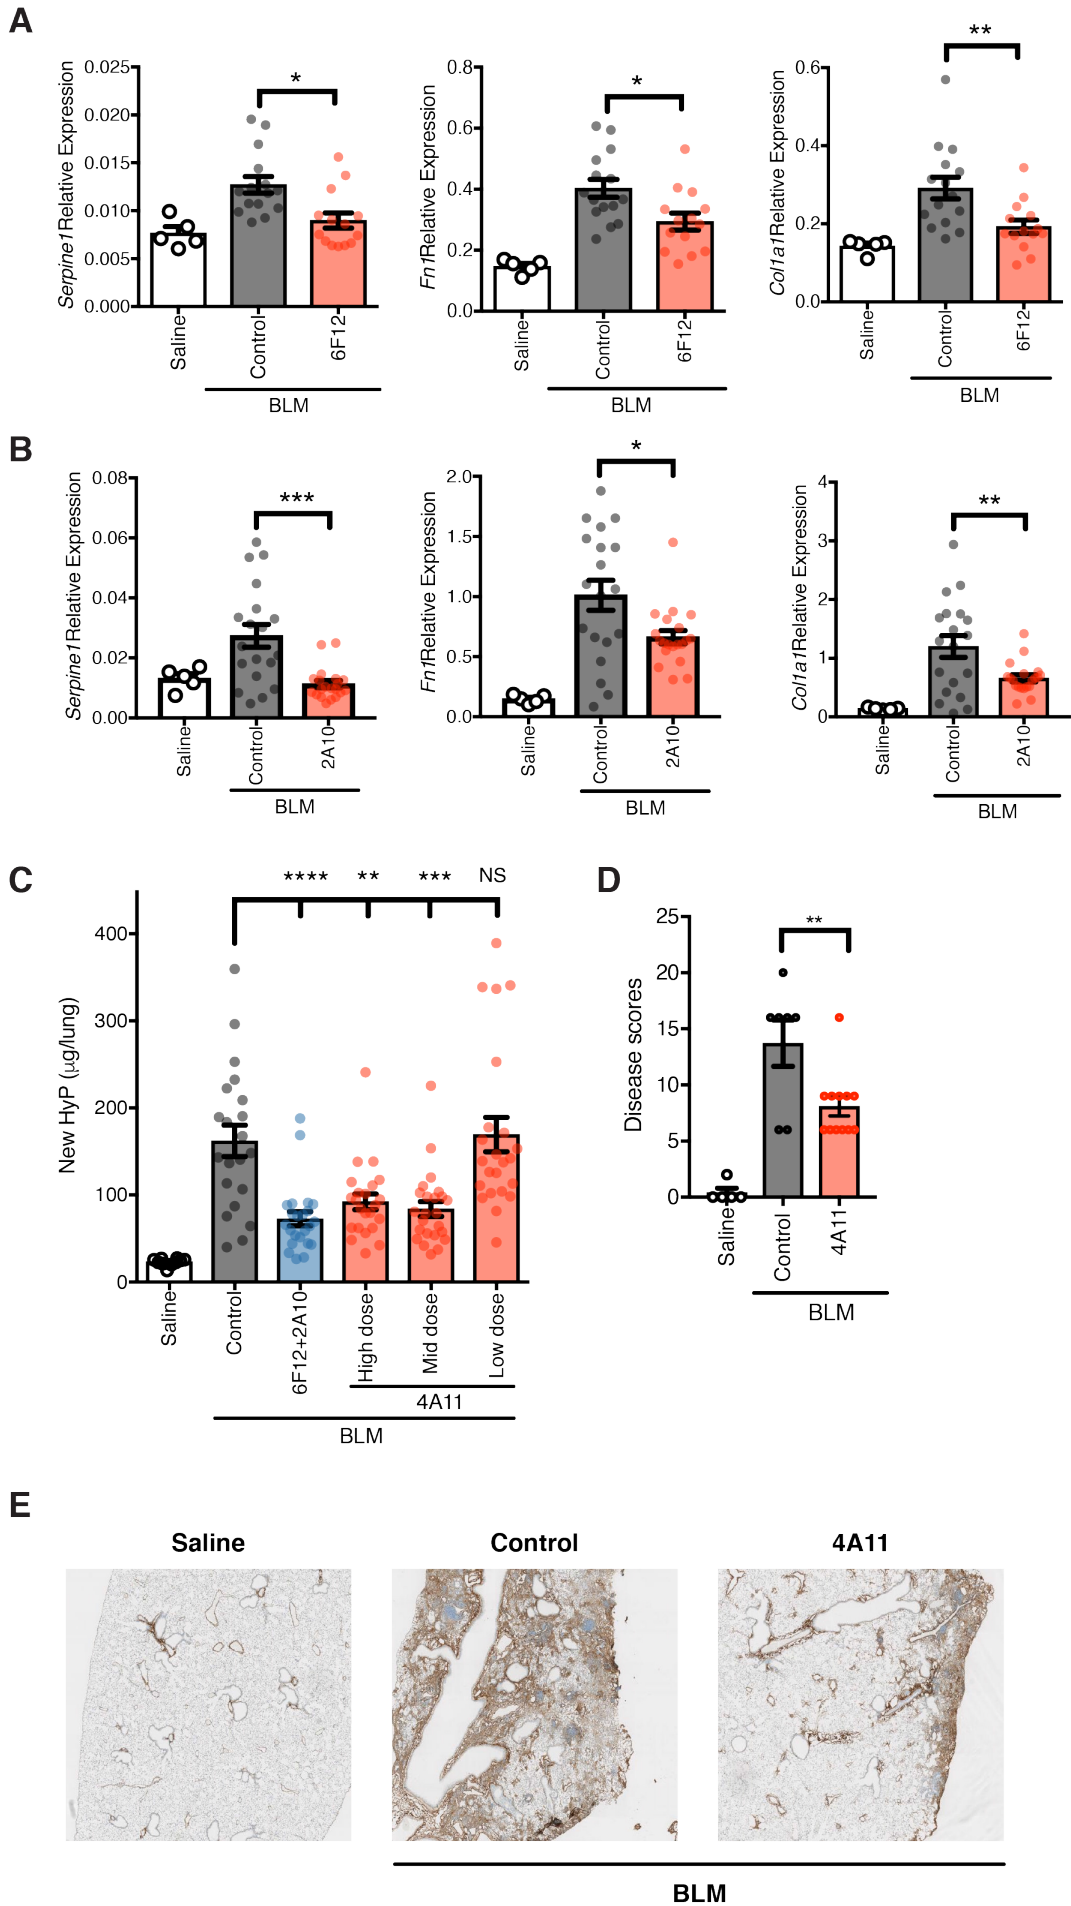 A
Serpine1 Relative Expression
0.025
0.020
0.015
0.010
0.005
0.000
*
Saline
Control
6F12
BLM
Fn1 Relative Expression
0.8
0.6
0.4
0.2
0.0
*
Saline
Control
6F12
BLM
Col1a1 Relative Expression
0.6
0.4
0.2
0.0
**
Saline
Control
6F12
BLM
B
Serpine1 Relative Expression
0.08
0.06
0.04
0.02
0.00
***
Saline
Control
2A10
BLM
Fn1 Relative Expression
2.0
1.5
1.0
0.5
0.0
*
Saline
Control
2A10
BLM
Col1a1 Relative Expression
4
3
2
1
0
**
Saline
Control
2A10
BLM
C
New HyP (µg/lung)
400
300
200
100
0
**** ** *** NS
Saline
Control
6F12+2A10
High dose
Mid dose
Low dose
4A11
BLM
D
Disease scores
25
20
15
10
5
0
**
Saline
Control
4A11
BLM
E
Saline Control 4A11
BLM